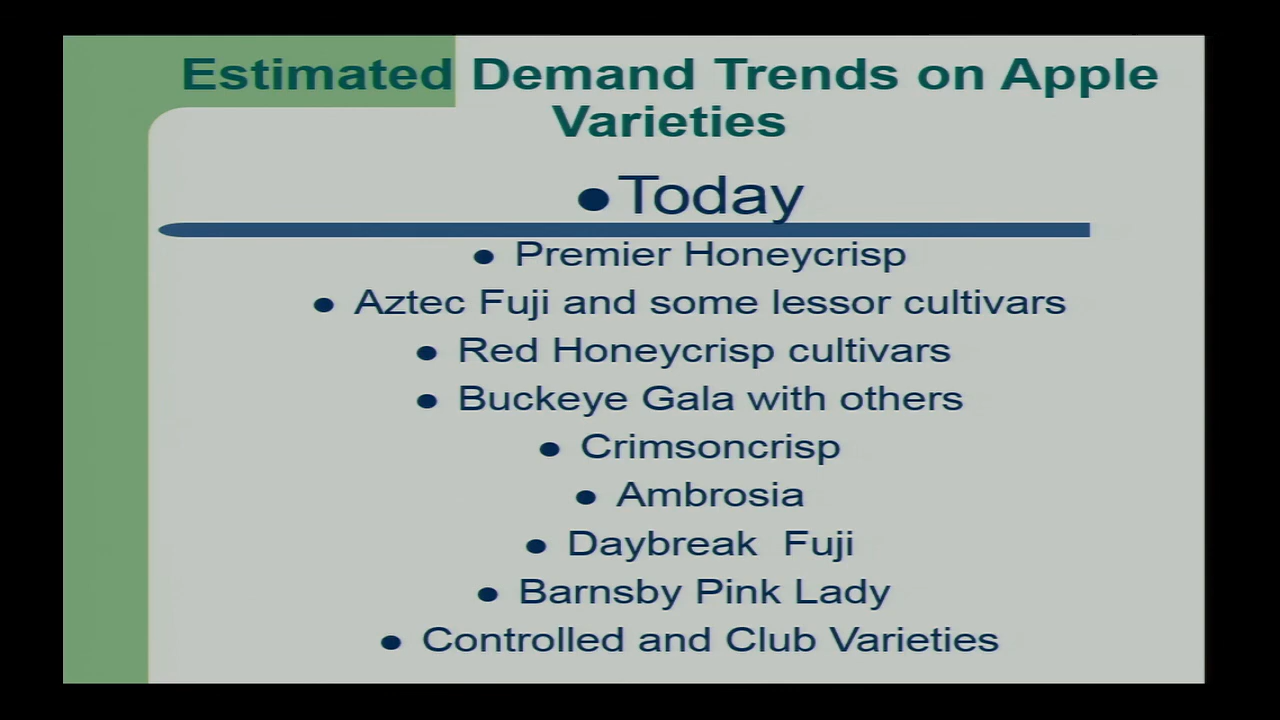 Estimated Demand Trends on Apple
Varieties
● Today
● Premier Honeycrisp
● Aztec Fuji and some lessor cultivars
● Red Honeycrisp cultivars
● Buckeye Gala with others
● Crimsoncrisp
● Ambrosia
● Daybreak Fuji
● Barnsby Pink Lady
● Controlled and Club Varieties